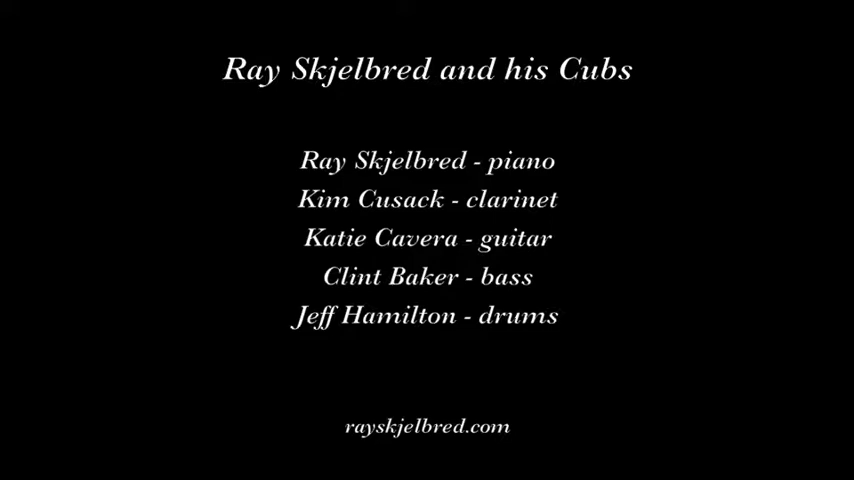 Ray Skjelbred and his Cubs
Ray Skjelbred - piano
Kim Cusack - clarinet
Katie Cavera - guitar
Clint Baker - bass
Jeff Hamilton - drums
rayskjelbred.com